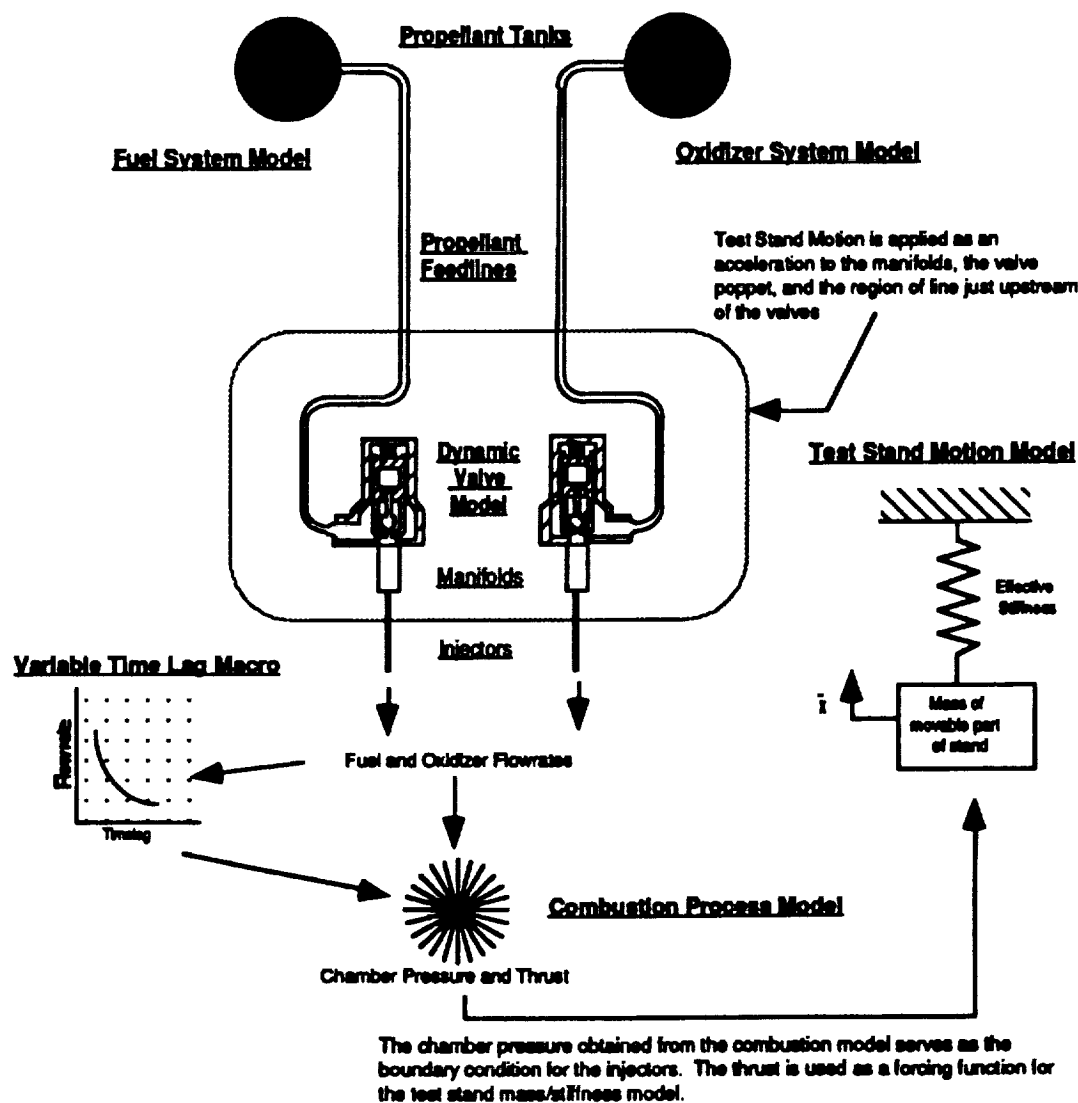 Propellant Tanks
Fuel System Model
Oxidizer System Model
Propellant
Feedlines
Test Stand Motion is applied as an
acceleration to the manifolds, the valve
poppet, and the region of line just upstream
of the valves
Dynamic
Valve
Model
Test Stand Motion Model
Manifolds
Effective
Stiffness
Injectors
Variable Time Lag Macro
Mass of
movable part
of stand
Flowrate
Fuel and Oxidizer Flowrates
Timelag
Combustion Process Model
Chamber Pressure and Thrust
The chamber pressure obtained from the combustion model serves as the
boundary condition for the injectors. The thrust is used as a forcing function for
the test stand mass/stiffness model.